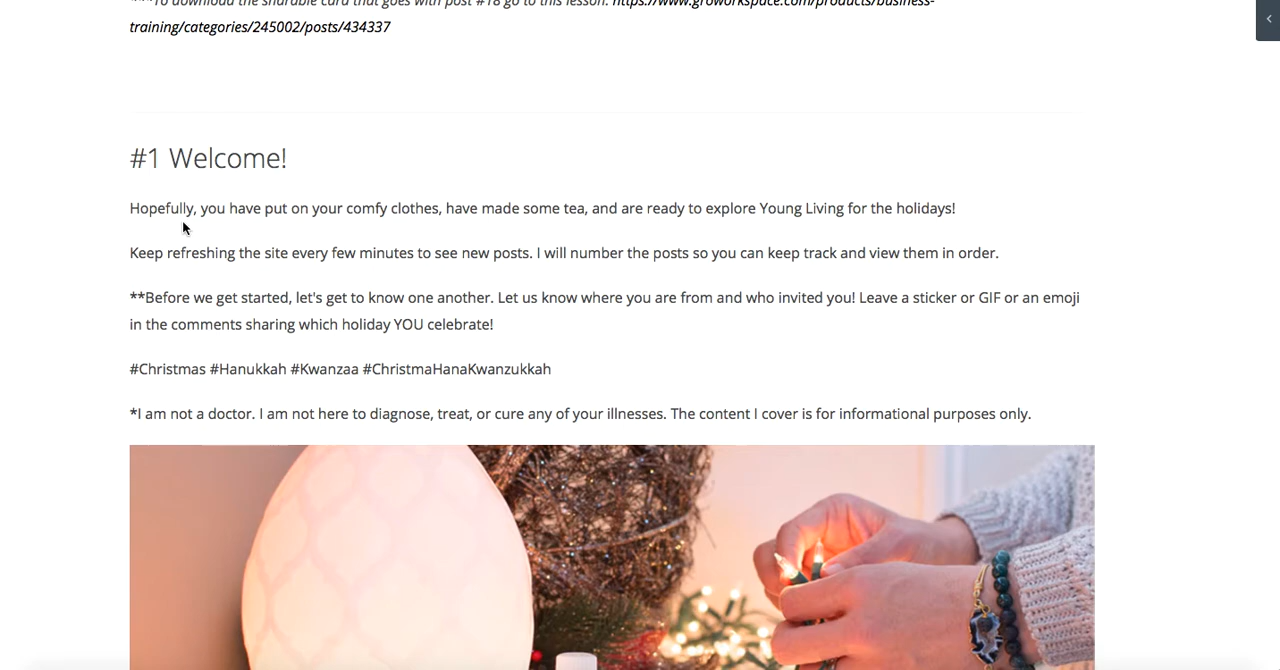 ***To download the sharable card that goes with post #18 go to this lesson. https://www.groworkspace.com/products/business-
training/categories/245002/posts/434337
#1 Welcome!
Hopefully, you have put on your comfy clothes, have made some tea, and are ready to explore Young Living for the holidays!
Keep refreshing the site every few minutes to see new posts. I will number the posts so you can keep track and view them in order.
**Before we get started, let's get to know one another. Let us know where you are from and who invited you! Leave a sticker or GIF or an emoji
in the comments sharing which holiday YOU celebrate!
#Christmas #Hanukkah #Kwanzaa #ChristmaHanaKwanzukkah
*I am not a doctor. I am not here to diagnose, treat, or cure any of your illnesses. The content I cover is for informational purposes only.